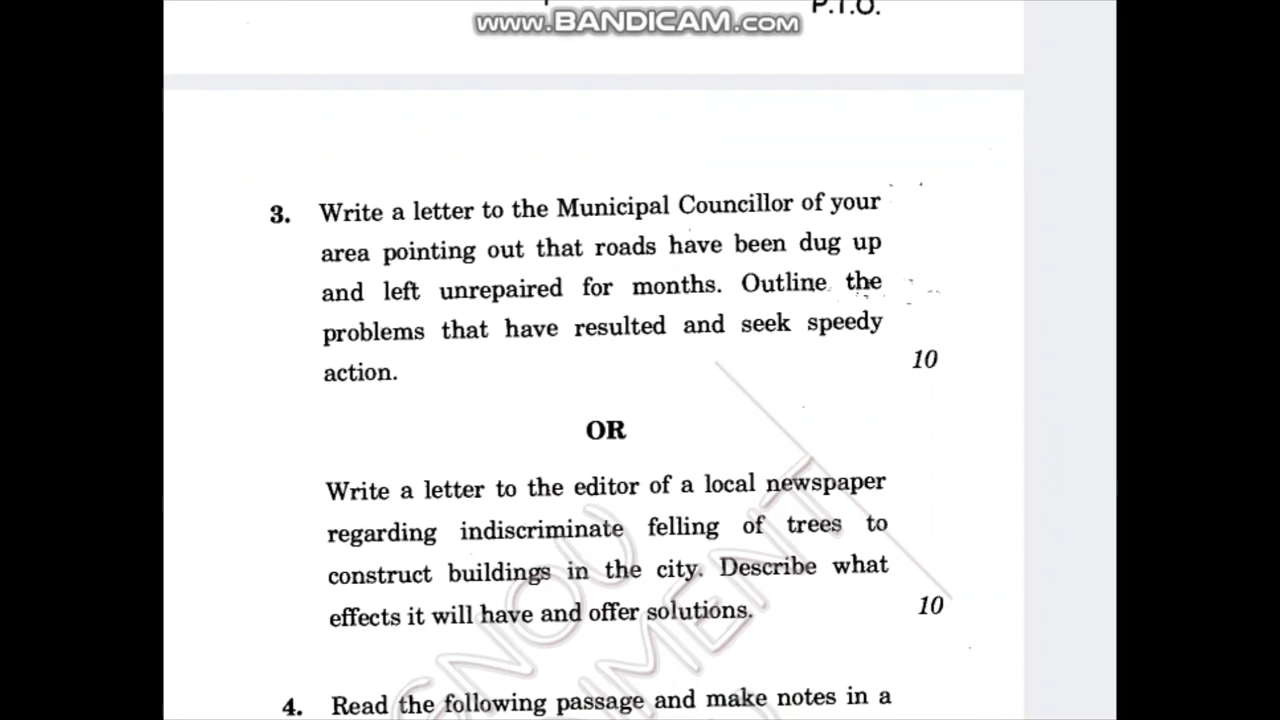 P.T.O.
www.BANDICAM.com
3. Write a letter to the Municipal Councillor of your
area pointing out that roads have been dug up
and left unrepaired for months. Outline the
problems that have resulted and seek speedy
action.
10
OR
Write a letter to the editor of a local newspaper
regarding indiscriminate felling of trees to
construct buildings in the city. Describe what
effects it will have and offer solutions.
10
4. Read the following passage and make notes in a